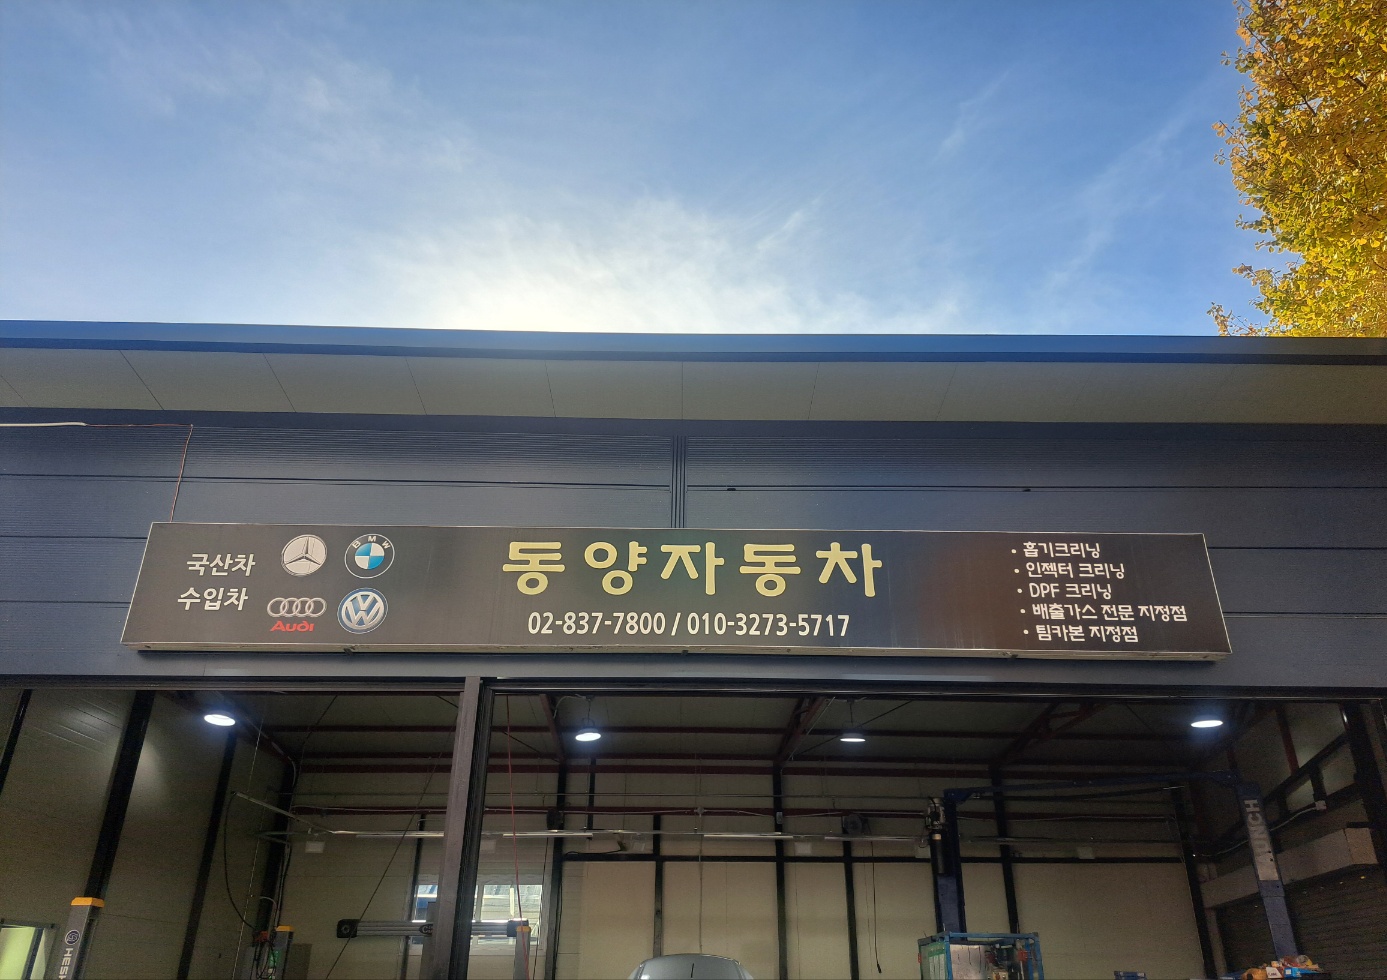 국산차
수입차
BMW
Audi
동양자동차
02-837-7800 / 010-3273-5717
• 흡기크리닝
• 인젝터 크리닝
• DPF 크리닝
• 배출가스 전문 지정점
• 팀카본 지정점